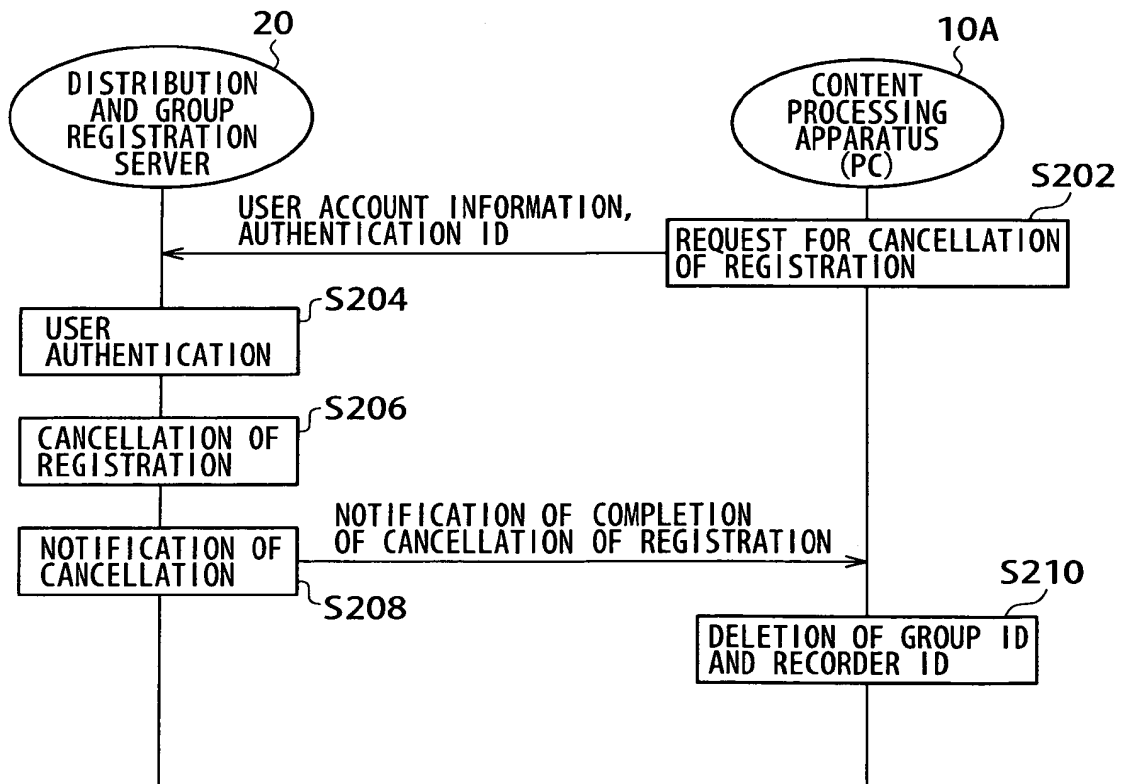 20
DISTRIBUTION
AND GROUP
REGISTRATION
SERVER
10A
CONTENT
PROCESSING
APPARATUS
(PC)
S202
USER ACCOUNT INFORMATION,
AUTHENTICATION ID
REQUEST FOR CANCELLATION
OF REGISTRATION
S204
USER
AUTHENTICATION
S206
CANCELLATION OF
REGISTRATION
NOTIFICATION OF COMPLETION
OF CANCELLATION OF REGISTRATION
NOTIFICATION OF
CANCELLATION
S208
S210
DELETION OF GROUP ID
AND RECORDER ID